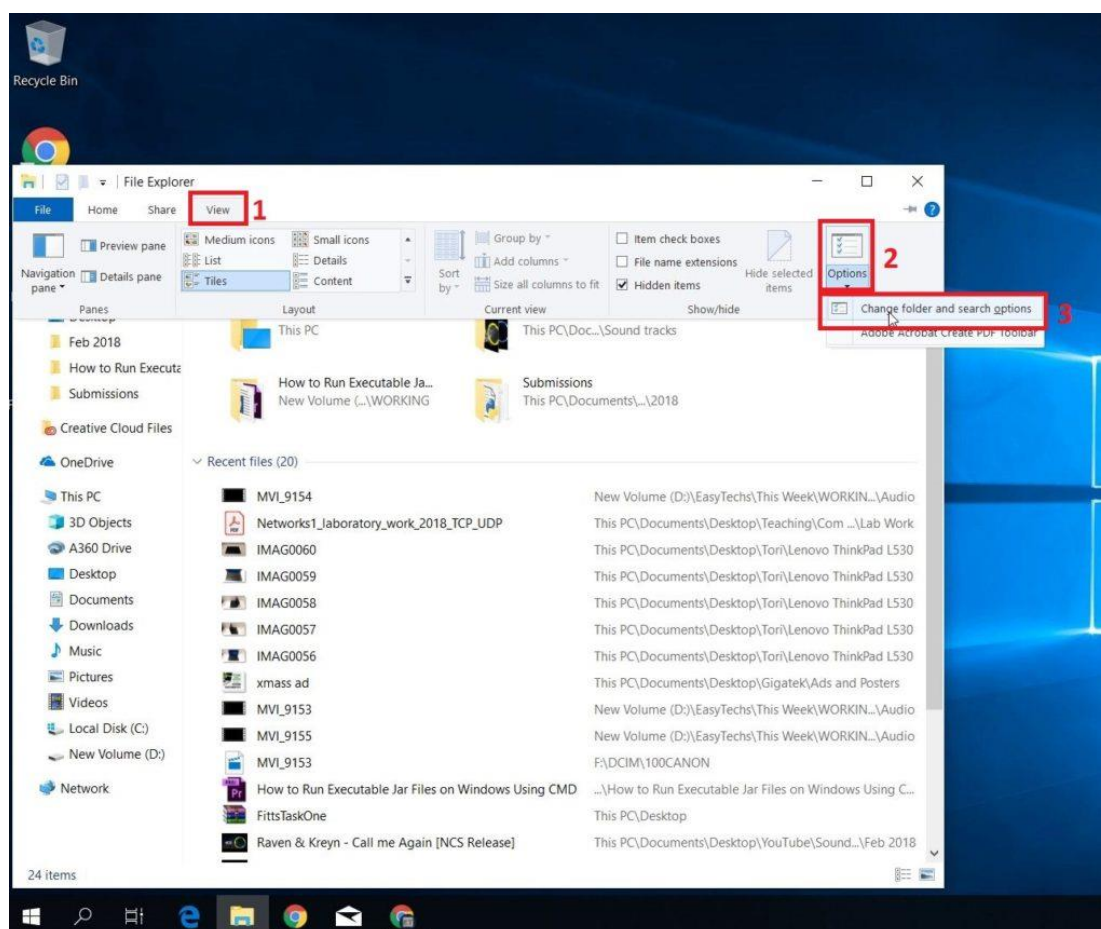 Recycle Bin
File Explorer
File Home Share View 1
Navigation pane
Preview pane
Details pane
Panes
Medium icons Small icons
List Details
Tiles Content
Layout
Sort by
Group by
Add columns
Size all columns to fit
Current view
Item check boxes
File name extensions
Hidden items
Hide selected items
Show/hide
Options 2
Change folder and search options 3
Adobe Acrobat Create PDF Toolbar
Desktop
Feb 2018
How to Run Executa
Submissions
Creative Cloud Files
OneDrive
This PC
3D Objects
A360 Drive
Desktop
Documents
Downloads
Music
Pictures
Videos
Local Disk (C:)
New Volume (D:)
Network
This PC
This PC\Doc...\Sound tracks
How to Run Executable Ja...
New Volume (...\WORKING
Submissions
This PC\Documents\...\2018
Recent files (20)
MVI_9154 New Volume (D:)\EasyTechs\This Week\WORKIN...\Audio
Networks1_laboratory_work_2018_TCP_UDP This PC\Documents\Desktop\Teaching\Com ...\Lab Work
IMAG0060 This PC\Documents\Desktop\Tori\Lenovo ThinkPad L530
IMAG0059 This PC\Documents\Desktop\Tori\Lenovo ThinkPad L530
IMAG0058 This PC\Documents\Desktop\Tori\Lenovo ThinkPad L530
IMAG0057 This PC\Documents\Desktop\Tori\Lenovo ThinkPad L530
IMAG0056 This PC\Documents\Desktop\Tori\Lenovo ThinkPad L530
xmass ad This PC\Documents\Desktop\Gigatek\Ads and Posters
MVI_9153 New Volume (D:)\EasyTechs\This Week\WORKIN...\Audio
MVI_9155 New Volume (D:)\EasyTechs\This Week\WORKIN...\Audio
MVI_9153 F:\DCIM\100CANON
How to Run Executable Jar Files on Windows Using CMD ...\How to Run Executable Jar Files on Windows Using C...
FittsTaskOne This PC\Desktop
Raven & Kreyn - Call me Again [NCS Release] This PC\Documents\Desktop\YouTube\Sound...\Feb 2018
24 items